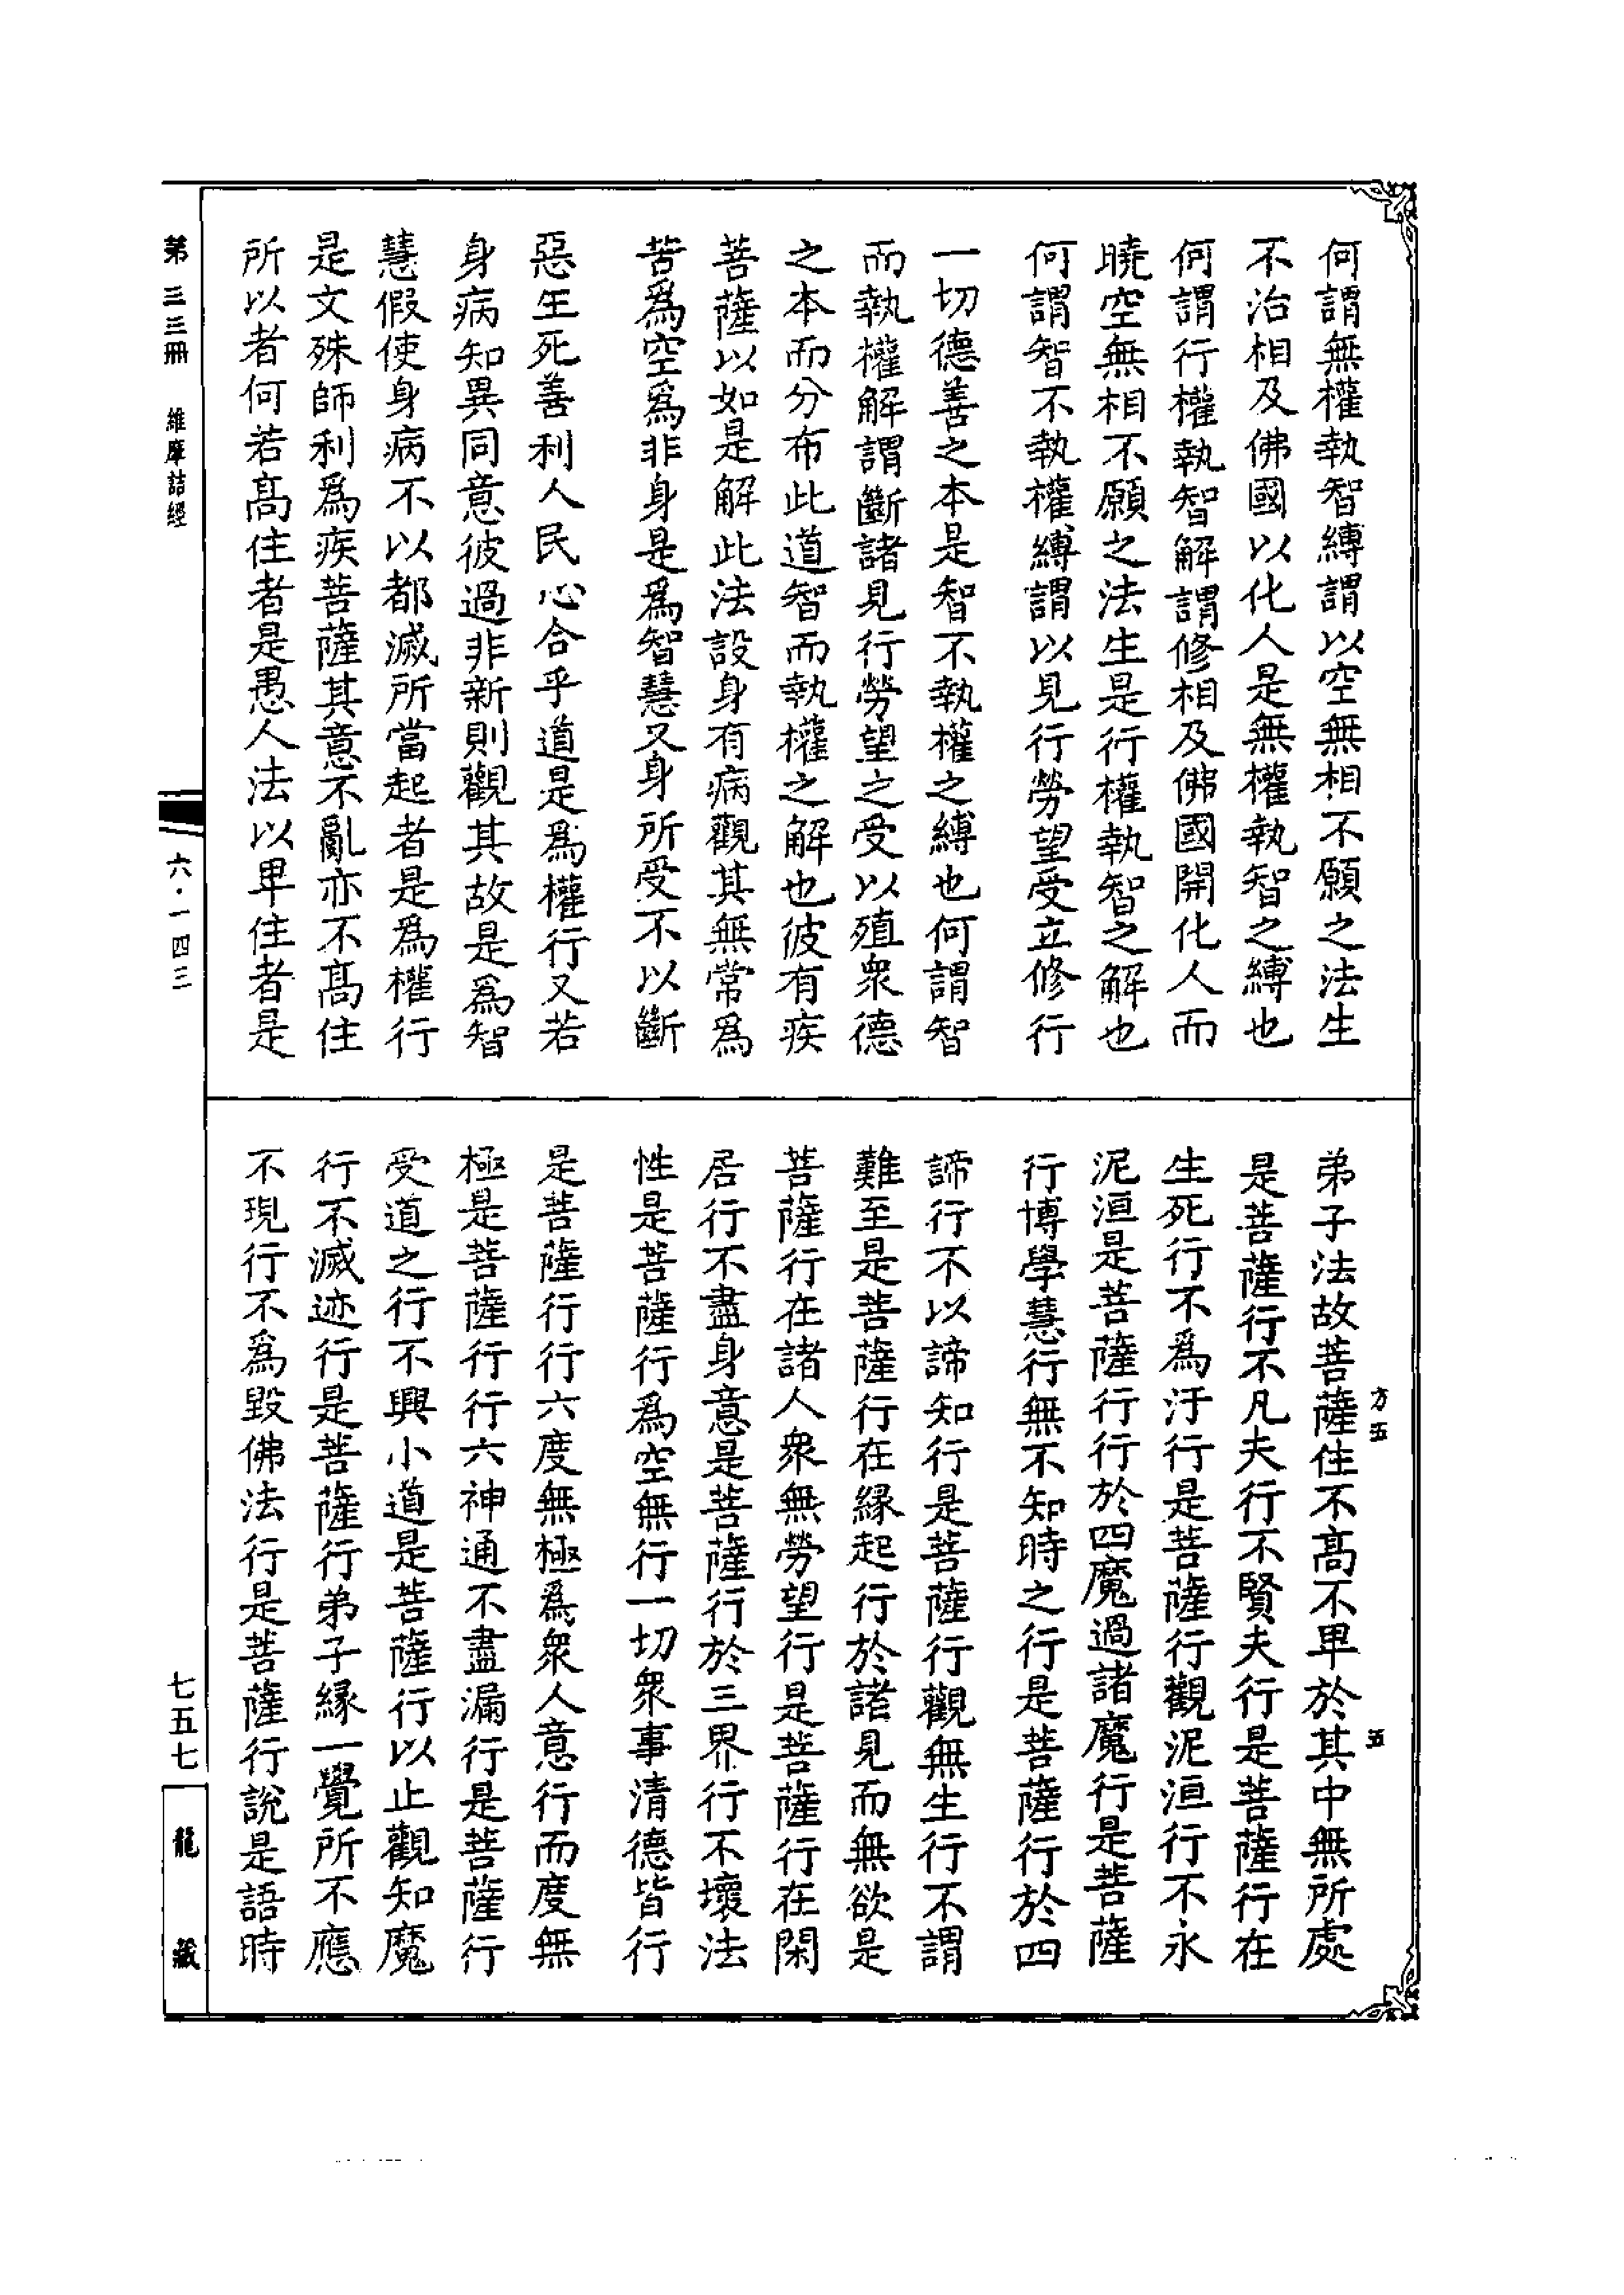 何謂無權執智縛謂以空無相不願之法生
不治相及佛國以化人是無權執智之縛也
何謂行權執智解謂修相及佛國開化人而
曉空無相不願之法生是行權執智之解也
何謂智不執權縛謂以見行勞望受立修行
一切德善之本是智不執權之縛也何謂智
而執權解謂斷諸見行勞望之受以殖衆德
之本而分布此道智而執權之解也彼有疾
菩薩以如是解此法設身有病觀其無常爲
苦爲空爲非身是爲智慧又身所受不以斷
惡生死善利人民心合乎道是爲權行又若
身病知異同意彼過非新則觀其故是爲智
慧假使身病不以都滅所當起者是爲權行
是文殊師利爲疾菩薩其意不亂亦不髙住
所以者何若髙住者是愚人法以卑住者是
弟子法故菩薩住不髙不卑於其中無所處
是菩薩行不凡夫行不賢夫行是菩薩行在
生死行不爲汙行是菩薩行觀泥洹行不永
泥洹是菩薩行行於四魔過諸魔行是菩薩
行博學慧行無不知時之行是菩薩行於四
諦行不以諦知行是菩薩行觀無生行不謂
難至是菩薩行在緣起行於諸見而無欲是
菩薩行在諸人衆無勞望行是菩薩行在閑
居行不盡身意是菩薩行於三界行不壞法
性是菩薩行爲空無行一切衆事清德皆行
是菩薩行行六度無極爲衆人意行而度無
極是菩薩行行六神通不盡漏行是菩薩行
受道之行不興小道是菩薩行以止觀知魔
行不滅迹行是菩薩行弟子緣一覺所不應
不現行不爲毀佛法行是菩薩行說是語時
方五
五
第三三冊 維摩詰經
六·一四三
七五七
龍藏